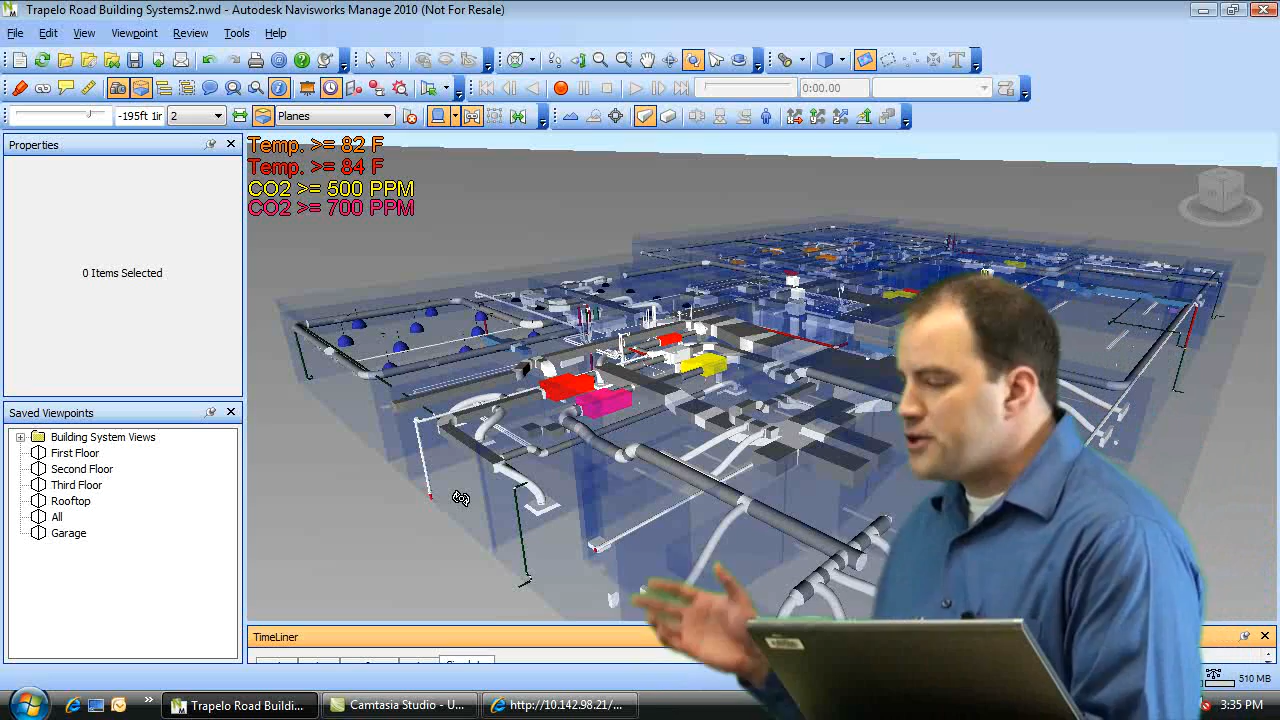 Trapelo Road Building Systems2.nwd - Autodesk Navisworks Manage 2010 (Not For Resale)
File Edit View Viewpoint Review Tools Help
0:00.00
-195ft 1ir 2 Planes
Properties
0 Items Selected
Saved Viewpoints
Building System Views
First Floor
Second Floor
Third Floor
Rooftop
All
Garage
Temp. >= 82 F
Temp. >= 84 F
CO2 >= 500 PPM
CO2 >= 700 PPM
TimeLiner
510 MB
Trapelo Road Buildi... Camtasia Studio - U... http://10.142.98.21/... 3:35 PM